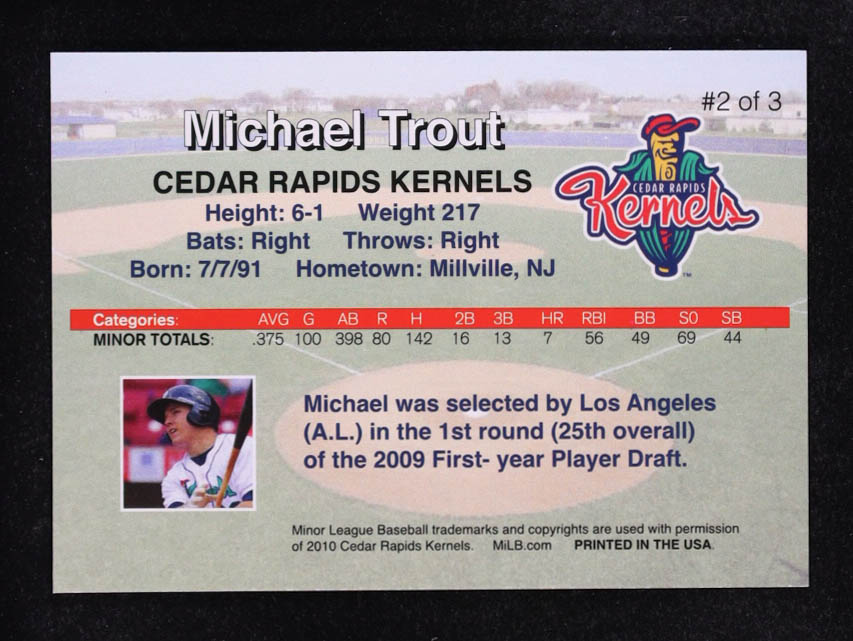 #2 of 3
Michael Trout
CEDAR RAPIDS KERNELS
Height: 6-1 Weight 217
Bats: Right Throws: Right
Born: 7/7/91 Hometown: Millville, NJ
CEDAR RAPIDS
Kernels
TM
Categories: AVG G AB R H 2B 3B HR RBI BB SO SB
MINOR TOTALS: .375 100 398 80 142 16 13 7 56 49 69 44
Michael was selected by Los Angeles
(A.L.) in the 1st round (25th overall)
of the 2009 First- year Player Draft.
Minor League Baseball trademarks and copyrights are used with permission
of 2010 Cedar Rapids Kernels. MiLB.com PRINTED IN THE USA.